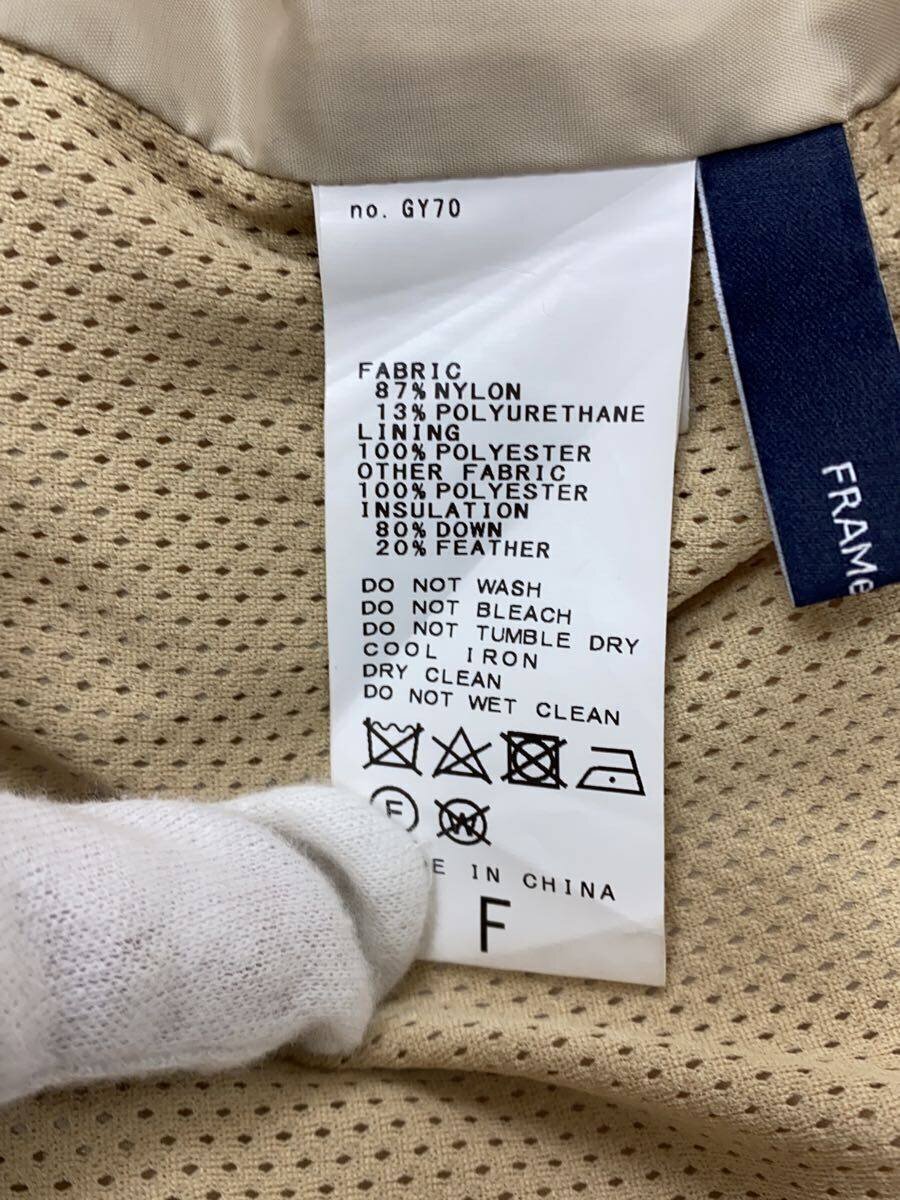 no. GY70
FABRIC
87% NYLON
13% POLYURETHANE
LINING
100% POLYESTER
OTHER FABRIC
100% POLYESTER
INSULATION
80% DOWN
20% FEATHER
DO NOT WASH
DO NOT BLEACH
DO NOT TUMBLE DRY
COOL IRON
DRY CLEAN
DO NOT WET CLEAN
F W
E IN CHINA
F
FRAMe